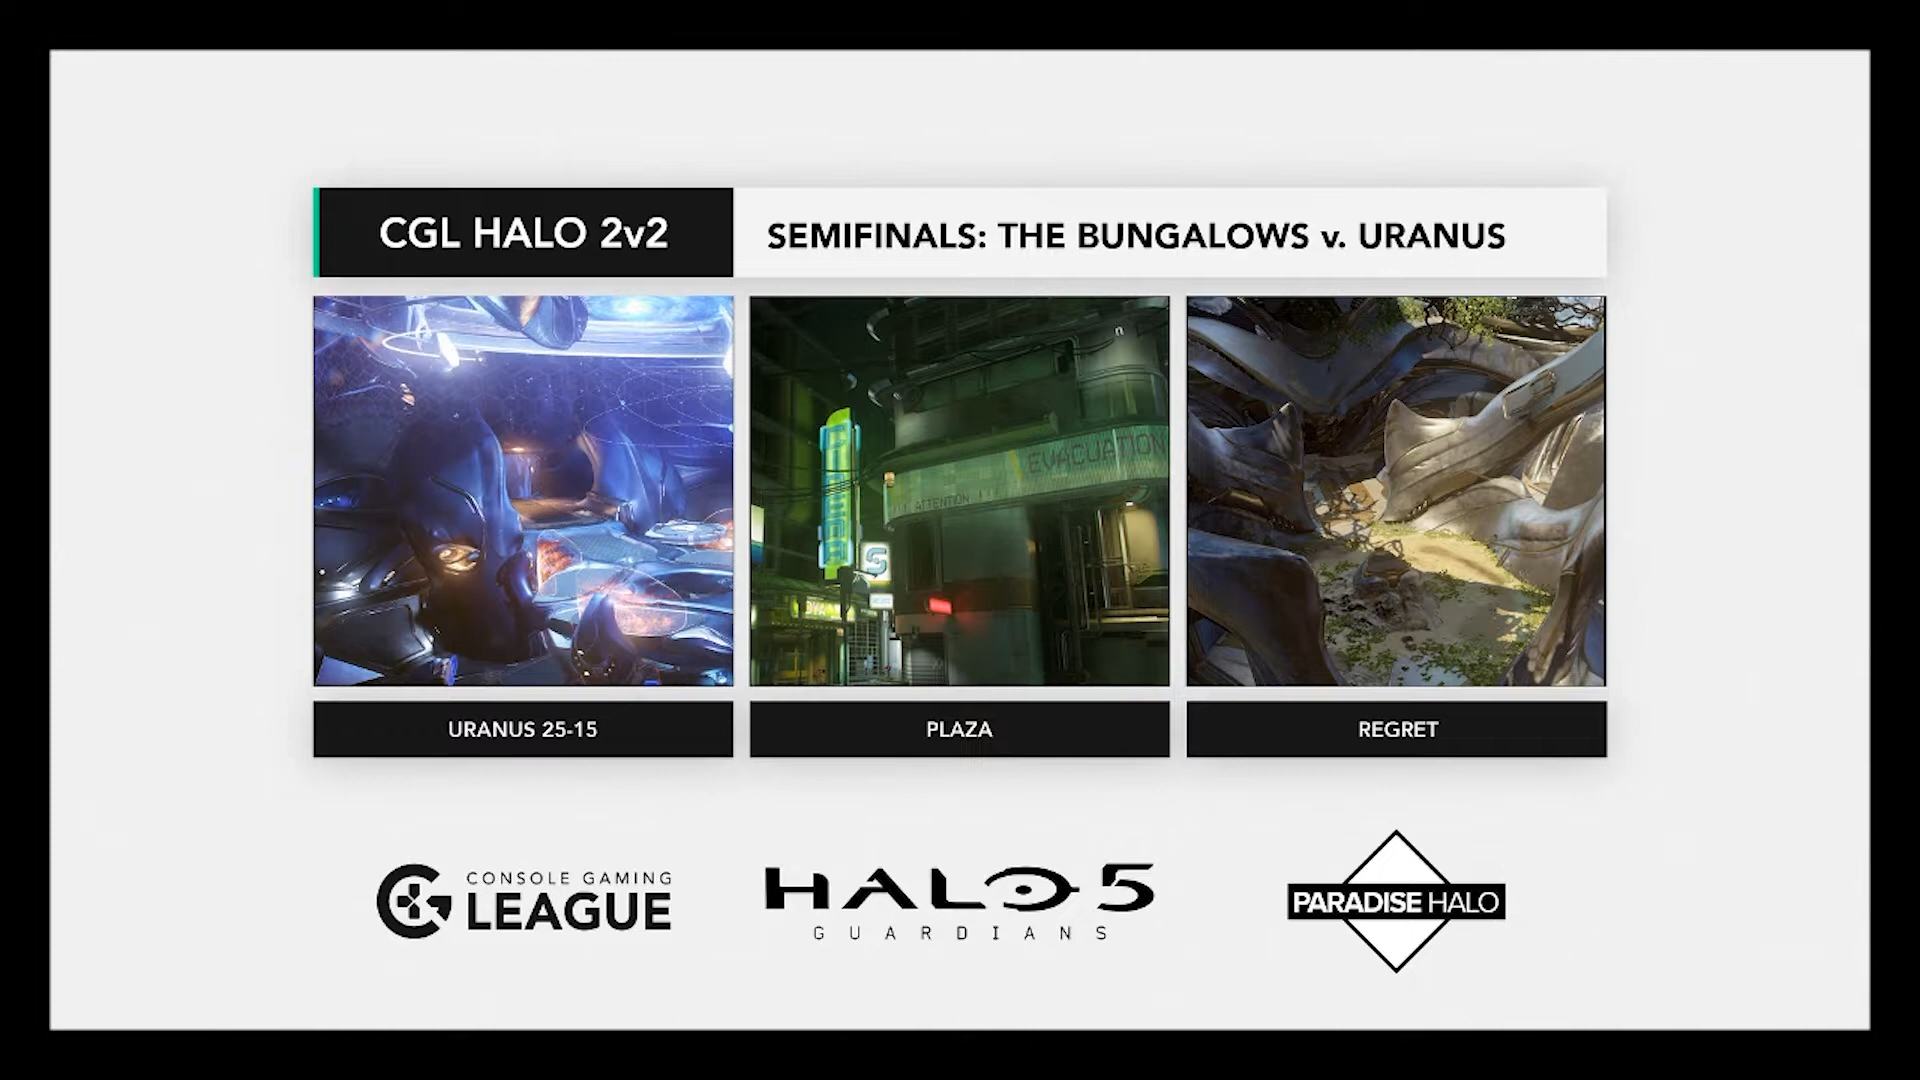 CGL HALO 2v2
SEMIFINALS: THE BUNGALOWS v. URANUS
EVACUATION
ATTENTION
S
URANUS 25-15
PLAZA
REGRET
CONSOLE GAMING
LEAGUE
HALO 5
GUARDIANS
PARADISE HALO